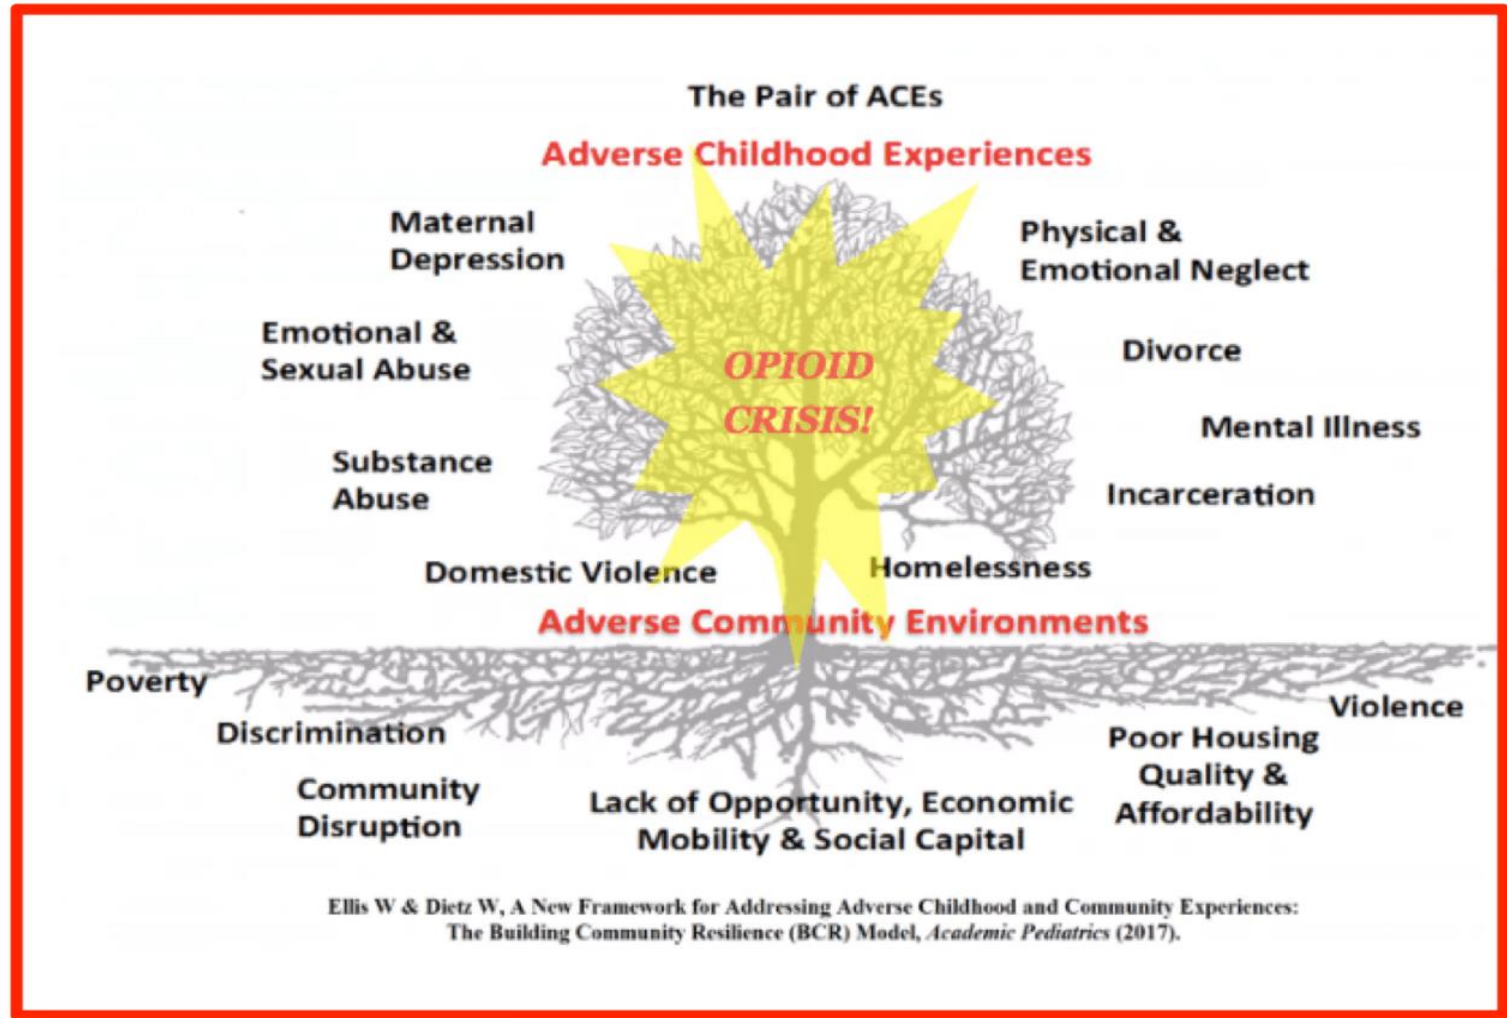 The Pair of ACEs
Adverse Childhood Experiences
Maternal
Depression
Physical &
Emotional Neglect
Emotional &
Sexual Abuse
OPIOID
CRISIS!
Divorce
Mental Illness
Substance
Abuse
Incarceration
Domestic Violence
Homelessness
Adverse Community Environments
Poverty
Violence
Discrimination
Poor Housing
Quality &
Affordability
Community
Disruption
Lack of Opportunity, Economic
Mobility & Social Capital
Ellis W & Dietz W, A New Framework for Addressing Adverse Childhood and Community Experiences:
The Building Community Resilience (BCR) Model, Academic Pediatrics (2017).